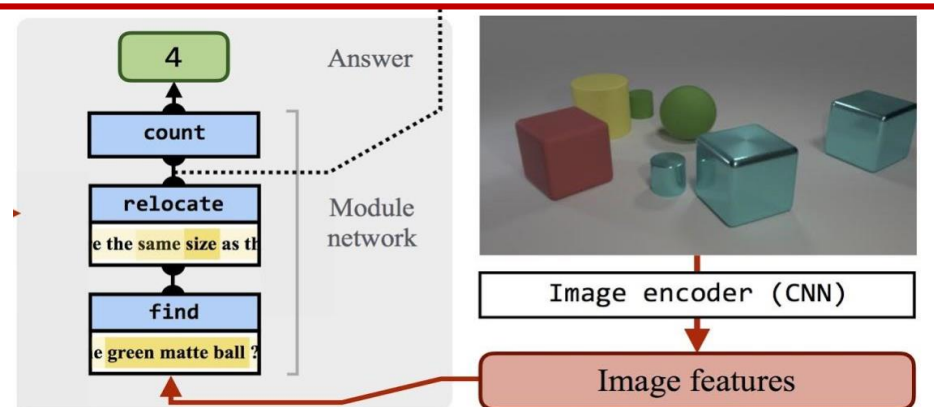 4
Answer
count
relocate
e the same size as th
Module
network
find
e green matte ball ?
Image encoder (CNN)
Image features